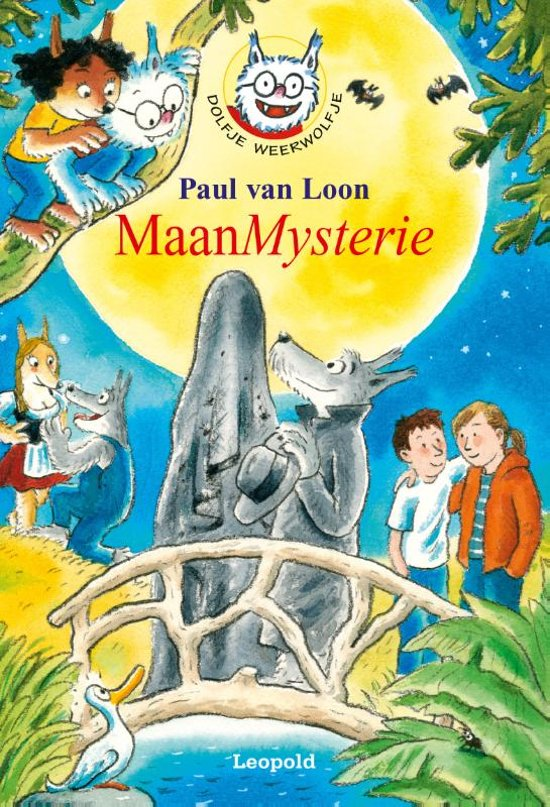 DOLFJE WEERWOLFJE
Paul van Loon
MaanMysterie
Leopold